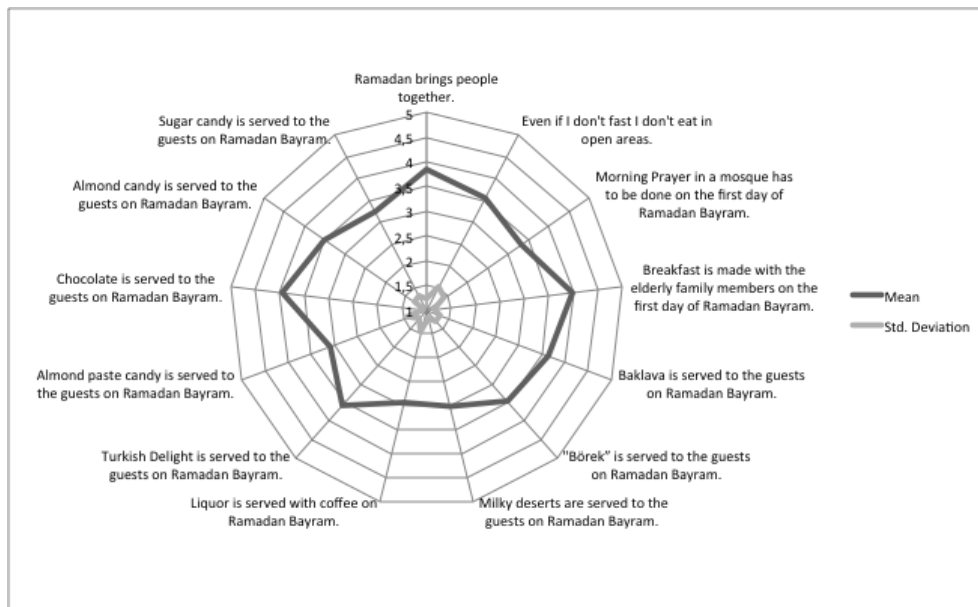 Ramadan brings people
together.
Even if I don't fast I don't eat in
open areas.
Morning Prayer in a mosque has
to be done on the first day of
Ramadan Bayram.
Breakfast is made with the
elderly family members on the
first day of Ramadan Bayram.
Baklava is served to the guests
on Ramadan Bayram.
"Börek” is served to the guests
on Ramadan Bayram.
Milky deserts are served to the
guests on Ramadan Bayram.
Liquor is served with coffee on
Ramadan Bayram.
Turkish Delight is served to the
guests on Ramadan Bayram.
Almond paste candy is served to
the guests on Ramadan Bayram.
Chocolate is served to the
guests on Ramadan Bayram.
Almond candy is served to the
guests on Ramadan Bayram.
Sugar candy is served to the
guests on Ramadan Bayram.
5
4,5
4
3,5
3
2,5
2
1,5
1
Mean
Std. Deviation